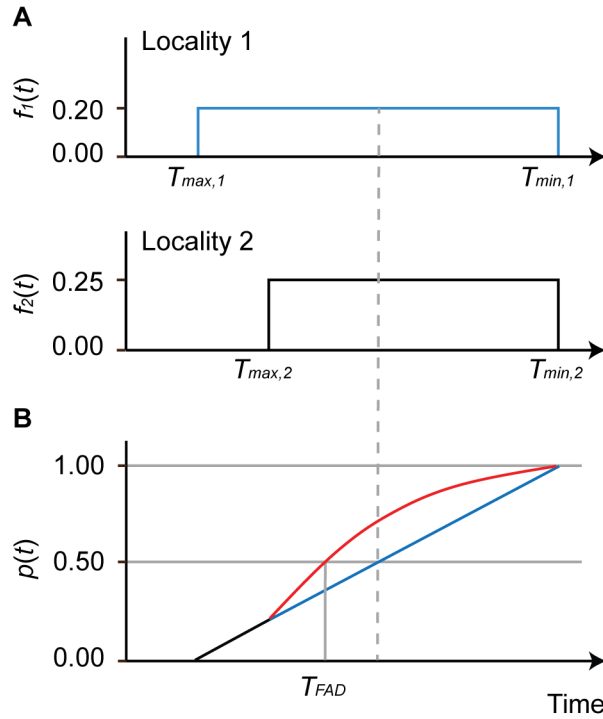 A
Locality 1
f1(t)
0.20
0.00
Tmax,1
Tmin,1
Locality 2
f2(t)
0.25
0.00
Tmax,2
Tmin,2
B
p(t)
1.00
0.50
0.00
TFAD
Time